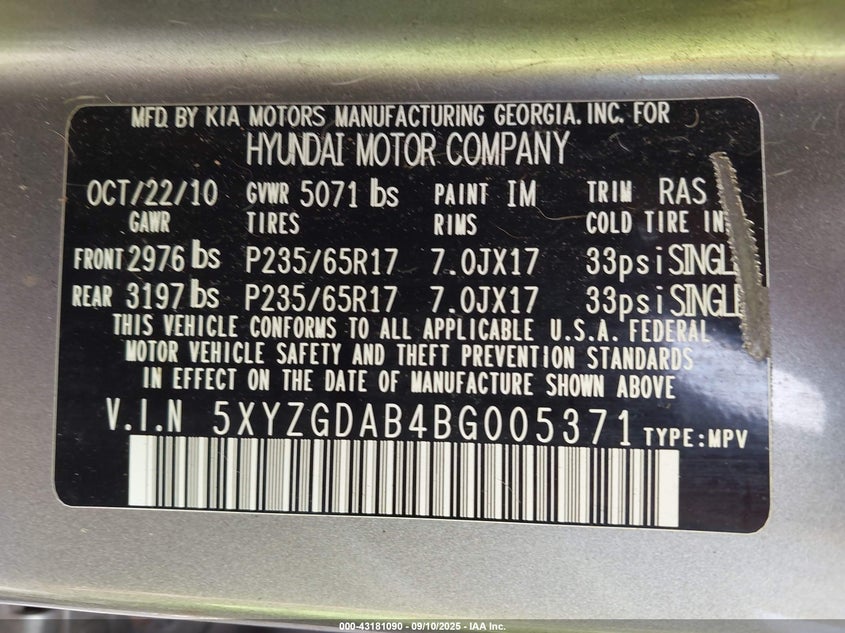 MFD. BY KIA MOTORS MANUFACTURING GEORGIA. INC. FOR
HYUNDAI MOTOR COMPANY
OCT/22/10 GVWR 5071 lbs PAINT IM TRIM RAS
GAWR TIRES RIMS COLD TIRE IN
FRONT 2976 lbs P235/65R17 7.0JX17 33psi SINGLE
REAR 3197 lbs P235/65R17 7.0JX17 33psi SINGLE
THIS VEHICLE CONFORMS TO ALL APPLICABLE U.S.A. FEDERAL
MOTOR VEHICLE SAFETY AND THEFT PREVENTION STANDARDS
IN EFFECT ON THE DATE OF MANUFACTURE SHOWN ABOVE
V.I.N 5XYZGDAB4BG005371 TYPE:MPV
000-43181090 - 09/10/2025 - IAA Inc.